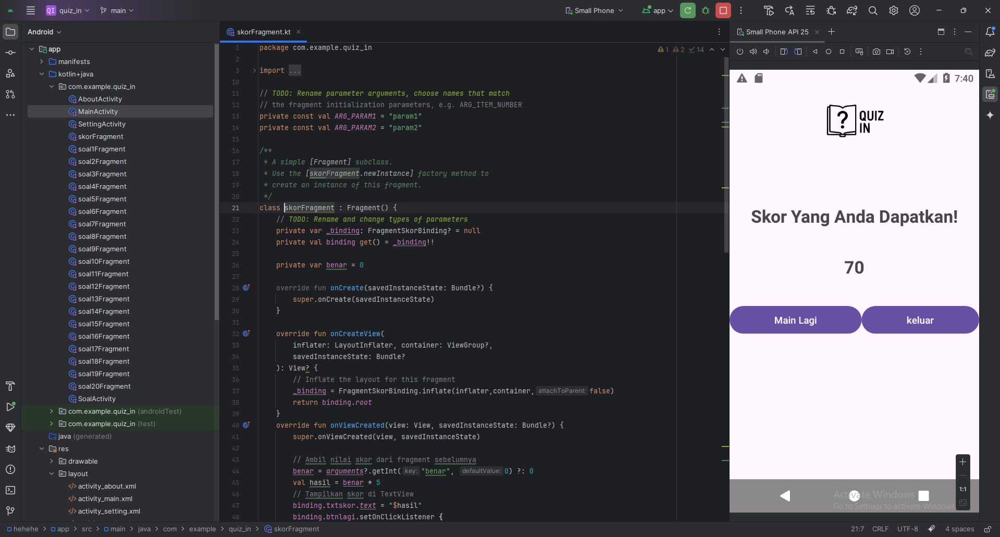 QI quiz_in main Small Phone app
Android
app
manifests
kotlin+java
com.example.quiz_in
AboutActivity
MainActivity
SettingActivity
skorFragment
soal1Fragment
soal2Fragment
soal3Fragment
soal4Fragment
soal5Fragment
soal6Fragment
soal7Fragment
soal8Fragment
soal9Fragment
soal10Fragment
soal11Fragment
soal12Fragment
soal13Fragment
soal14Fragment
soal15Fragment
soal16Fragment
soal17Fragment
soal18Fragment
soal19Fragment
soal20Fragment
SoalActivity
com.example.quiz_in (androidTest)
com.example.quiz_in (test)
java (generated)
res
drawable
layout
activity_about.xml
activity_main.xml
activity_setting.xml
skorFragment.kt
1 2 14
1 package com.example.quiz_in
2
3 import ...
10
11 // TODO: Rename parameter arguments, choose names that match
12 // the fragment initialization parameters, e.g. ARG_ITEM_NUMBER
13 private const val ARG_PARAM1 = "param1"
14 private const val ARG_PARAM2 = "param2"
15
16 /**
17 * A simple [Fragment] subclass.
18 * Use the [skorFragment.newInstance] factory method to
19 * create an instance of this fragment.
20 */
21 class skorFragment : Fragment() {
22 // TODO: Rename and change types of parameters
23 private var _binding: FragmentSkorBinding? = null
24 private val binding get() = _binding!!
25
26 private var benar = 0
27
28 override fun onCreate(savedInstanceState: Bundle?) {
29 super.onCreate(savedInstanceState)
30 }
31
32 override fun onCreateView(
33 inflater: LayoutInflater, container: ViewGroup?,
34 savedInstanceState: Bundle?
35 ): View? {
36 // Inflate the layout for this fragment
37 _binding = FragmentSkorBinding.inflate(inflater,container, attachToParent: false)
38 return binding.root
39 }
40 override fun onViewCreated(view: View, savedInstanceState: Bundle?) {
41 super.onViewCreated(view, savedInstanceState)
42
43 // Ambil nilai skor dari fragment sebelumnya
44 benar = arguments?.getInt( key: "benar", defaultValue: 0) ?: 0
45 val hasil = benar * 5
46 // Tampilkan skor di TextView
47 binding.txtskor.text = "$hasil"
48 binding.btnlagi.setOnClickListener {
Small Phone API 25
7:40
? QUIZ
IN
Skor Yang Anda Dapatkan!
70
Main Lagi keluar
1:1
Activate Windows
Go to Settings to activate Windows.
hehehe > app > src > main > java > com > example > quiz_in > skorFragment
21:7 CRLF UTF-8 4 spaces